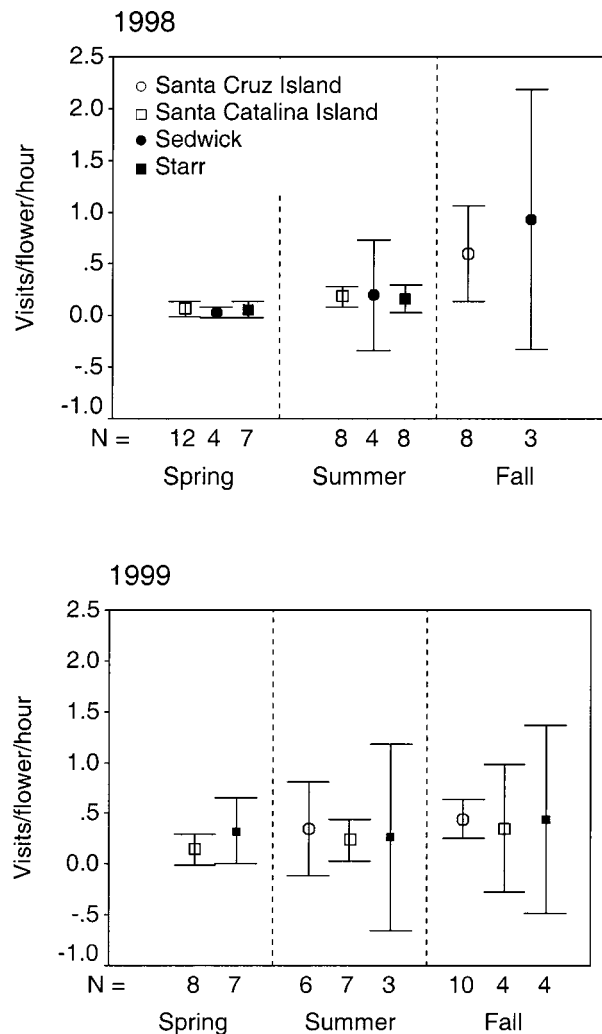 1998
Visits/flower/hour
2.5
2.0
1.5
1.0
.5
0.0
-.5
-1.0
Santa Cruz Island
Santa Catalina Island
Sedwick
Starr
N = 12 4 7 8 4 8 8 3
Spring Summer Fall
1999
Visits/flower/hour
2.5
2.0
1.5
1.0
.5
0.0
-.5
-1.0
N = 8 7 6 7 3 10 4 4
Spring Summer Fall